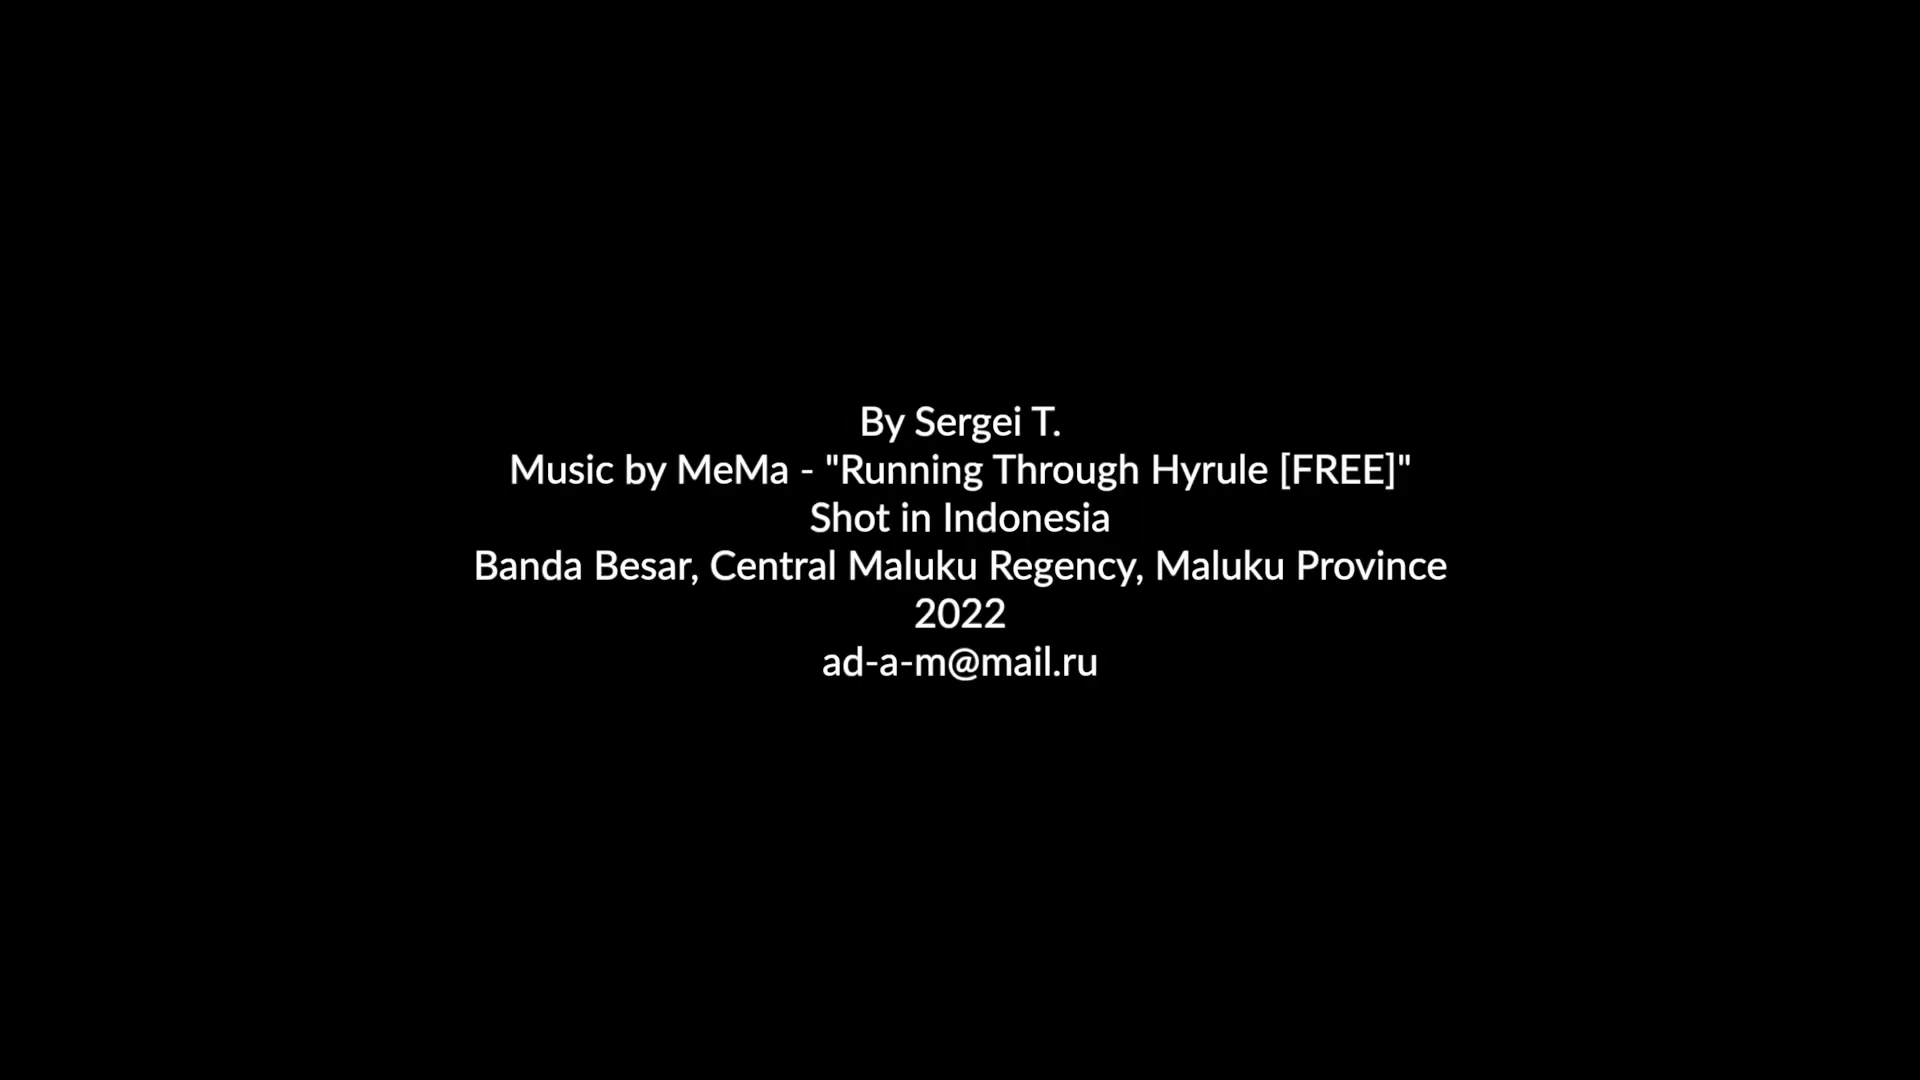 By Sergei T.
Music by MeMa - "Running Through Hyrule [FREE]"
Shot in Indonesia
Banda Besar, Central Maluku Regency, Maluku Province
2022
ad-a-m@mail.ru